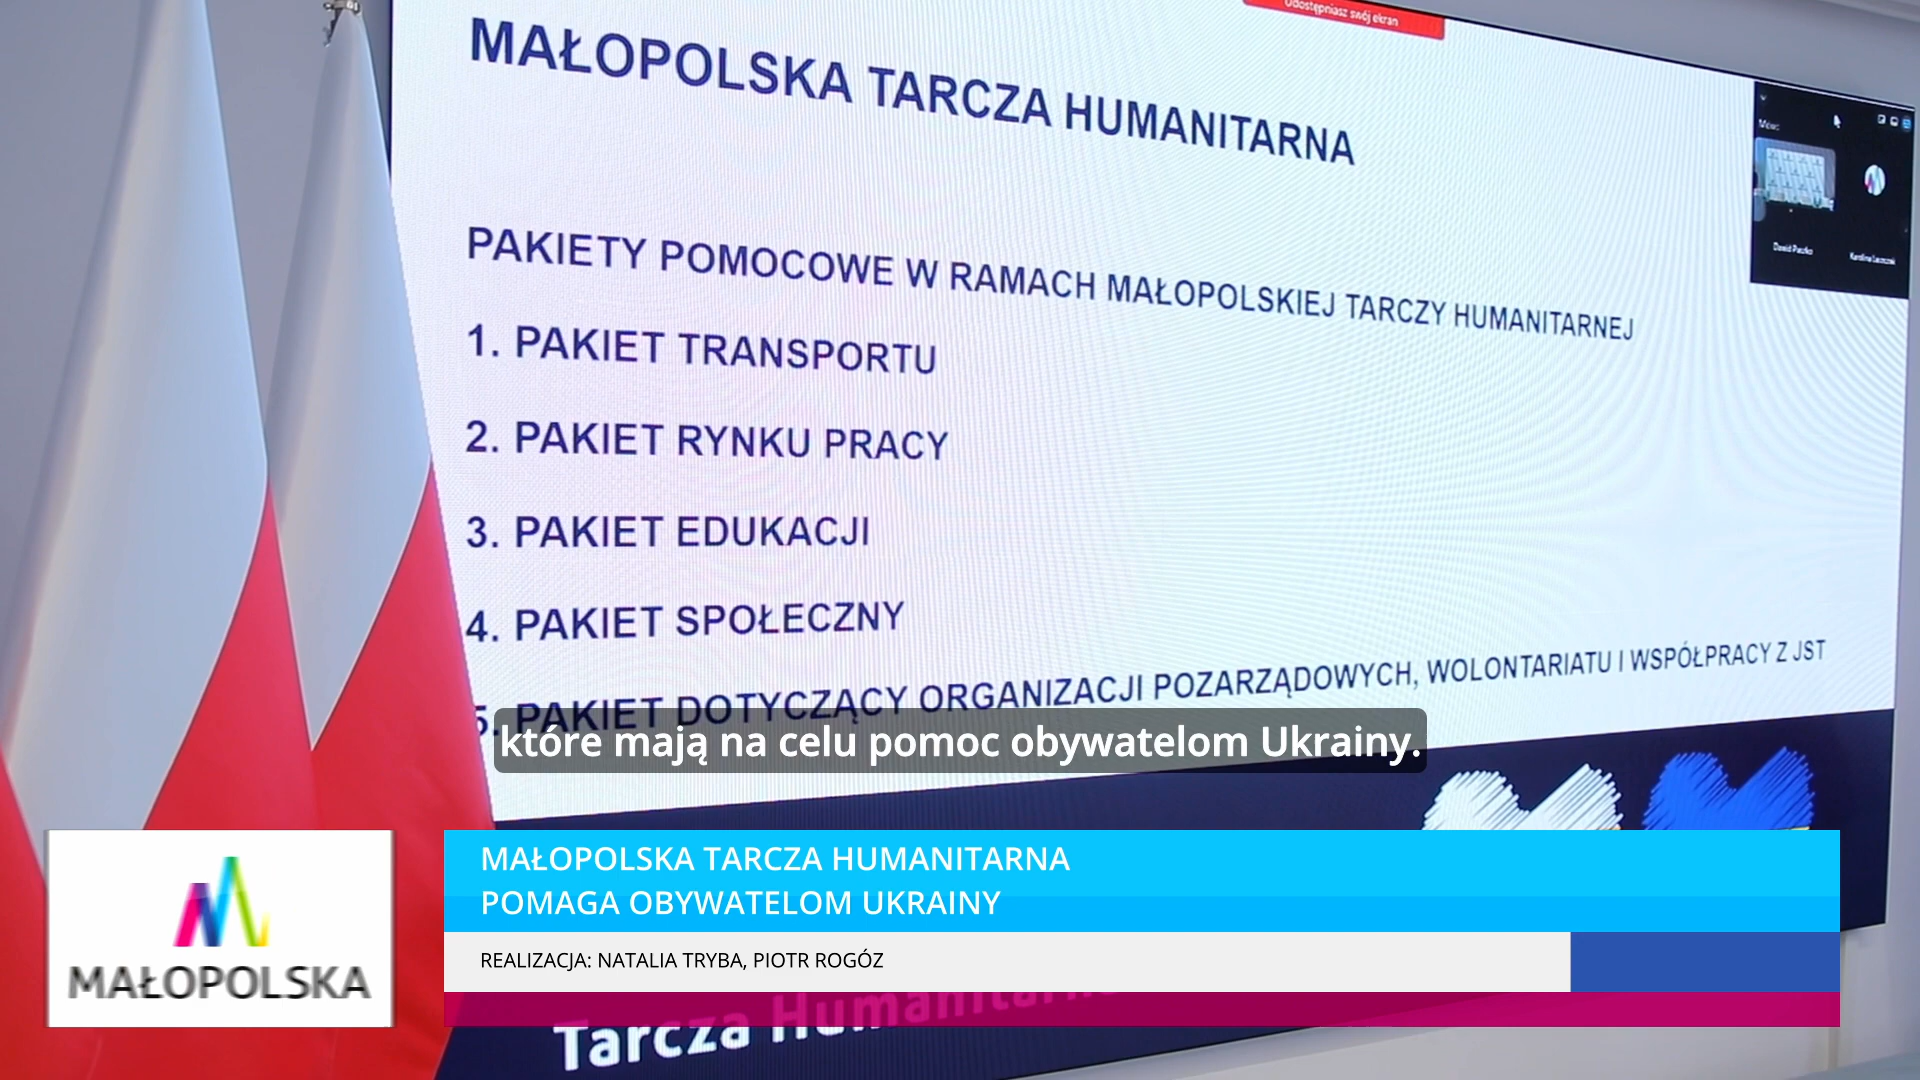 Udostępniasz swój ekran
MAŁOPOLSKA TARCZA HUMANITARNA
PAKIETY POMOCOWE W RAMACH MAŁOPOLSKIEJ TARCZY HUMANITARNEJ
1. PAKIET TRANSPORTU
2. PAKIET RYNKU PRACY
3. PAKIET EDUKACJI
4. PAKIET SPOŁECZNY
5. PAKIET DOTYCZĄCY ORGANIZACJI POZARZĄDOWYCH, WOLONTARIATU I WSPÓŁPRACY Z JST
które mają na celu pomoc obywatelom Ukrainy.
MAŁOPOLSKA TARCZA HUMANITARNA
POMAGA OBYWATELOM UKRAINY
REALIZACJA: NATALIA TRYBA, PIOTR ROGÓZ
MAŁOPOLSKA
Tarcza Humanitarna